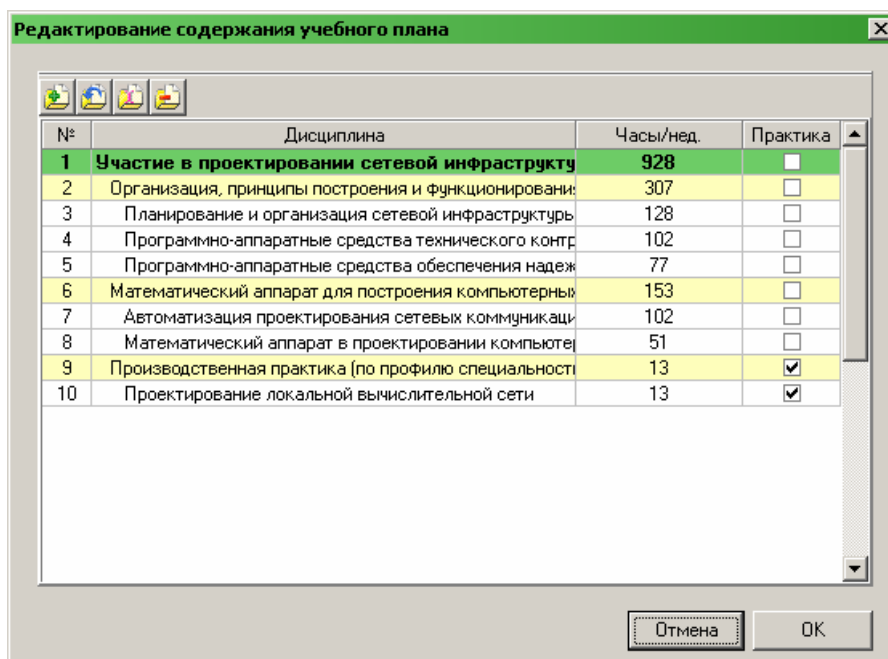 Редактирование содержания учебного плана
№ Дисциплина Часы/нед. Практика
1 Участие в проектировании сетевой инфраструкту 928
2 Организация, принципы построения и функционировани 307
3 Планирование и организация сетевой инфраструктуры 128
4 Программно-аппаратные средства технического контр 102
5 Программно-аппаратные средства обеспечения надеж 77
6 Математический аппарат для построения компьютерны 153
7 Автоматизация проектирования сетевых коммуникаци 102
8 Математический аппарат в проектировании компьюте 51
9 Производственная практика (по профилю специальност 13
10 Проектирование локальной вычислительной сети 13
Отмена OK